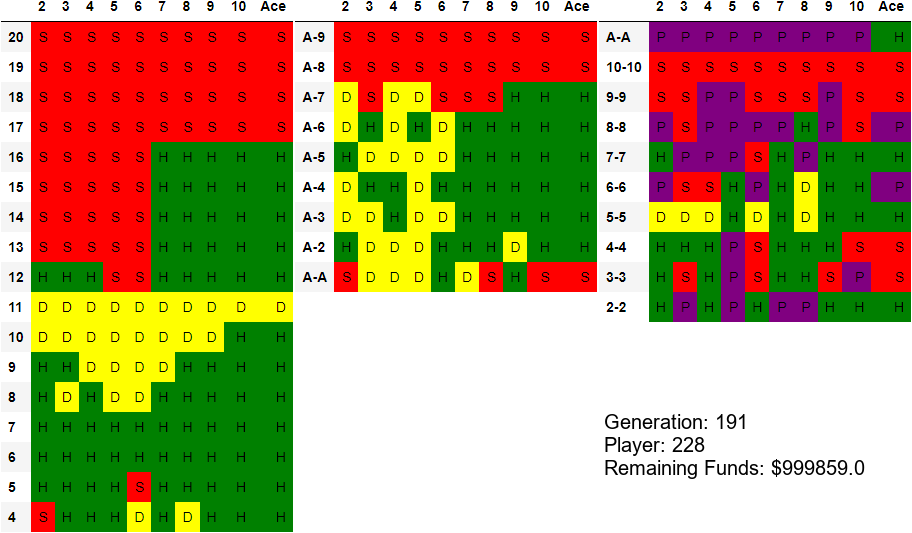 2 3 4 5 6 7 8 9 10 Ace 2 3 4 5 6 7 8 9 10 Ace 2 3 4 5 6 7 8 9 10 Ace
20 S S S S S S S S S S A-9 S S S S S S S S S S A-A P P P P P P P P P H
19 S S S S S S S S S S A-8 S S S S S S S S S S 10-10 S S S S S S S S S S
18 S S S S S S S S S S A-7 D S D D S S S H H H 9-9 S S P P S S S P S S
17 S S S S S S S S S S A-6 D H D H D H H H H H 8-8 P S P P P P H P S P
16 S S S S S H H H H H A-5 H D D D D H H H H H 7-7 H P P P S H P H H H
15 S S S S S H H H H H A-4 D H H D H H H H H H 6-6 P S S H P H D H H P
14 S S S S S H H H H H A-3 D D H D D H H H H H 5-5 D D D H D H D H H H
13 S S S S S H H H H H A-2 H D D D H H H D H H 4-4 H H H P S H H H S S
12 H H H S S H H H H H A-A S D D D H D S H S S 3-3 H S H P S H H S P S
11 D D D D D D D D D D 2-2 H P H P H P P H H H
10 D D D D D D D D H H
9 H H D D D D H H H H
8 H D H D D H H H H H
7 H H H H H H H H H H
6 H H H H H H H H H H
5 H H H H S H H H H H
4 S H H H D H D H H H
Generation: 191
Player: 228
Remaining Funds: $999859.0